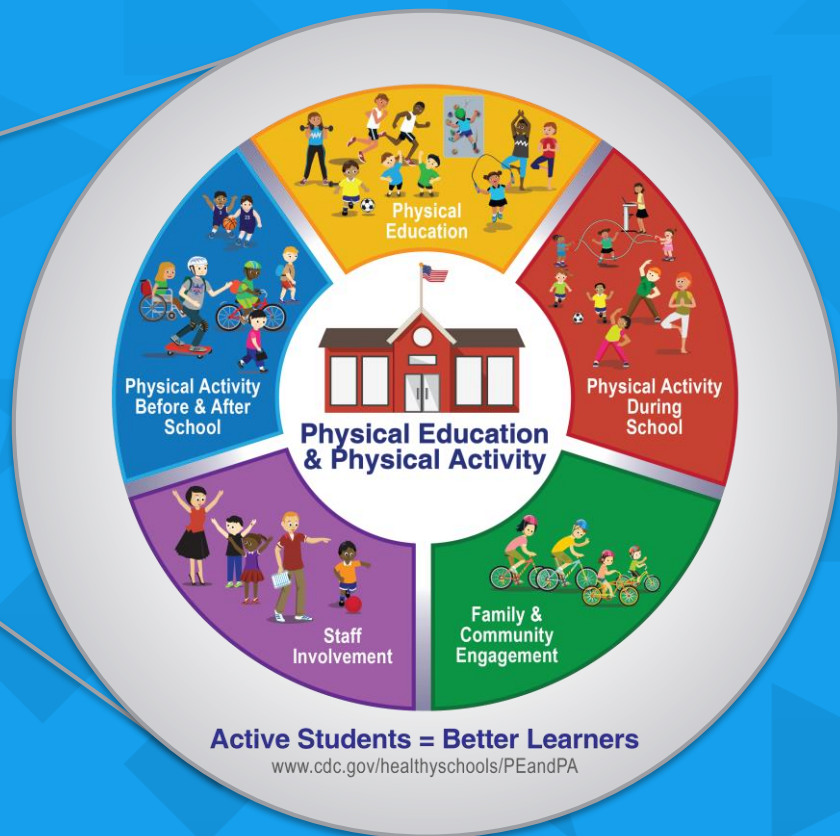 Physical
Education
Physical Activity
Before & After
School
Physical Activity
During
School
Physical Education
& Physical Activity
Staff
Involvement
Family &
Community
Engagement
Active Students = Better Learners
www.cdc.gov/healthyschools/PEandPA